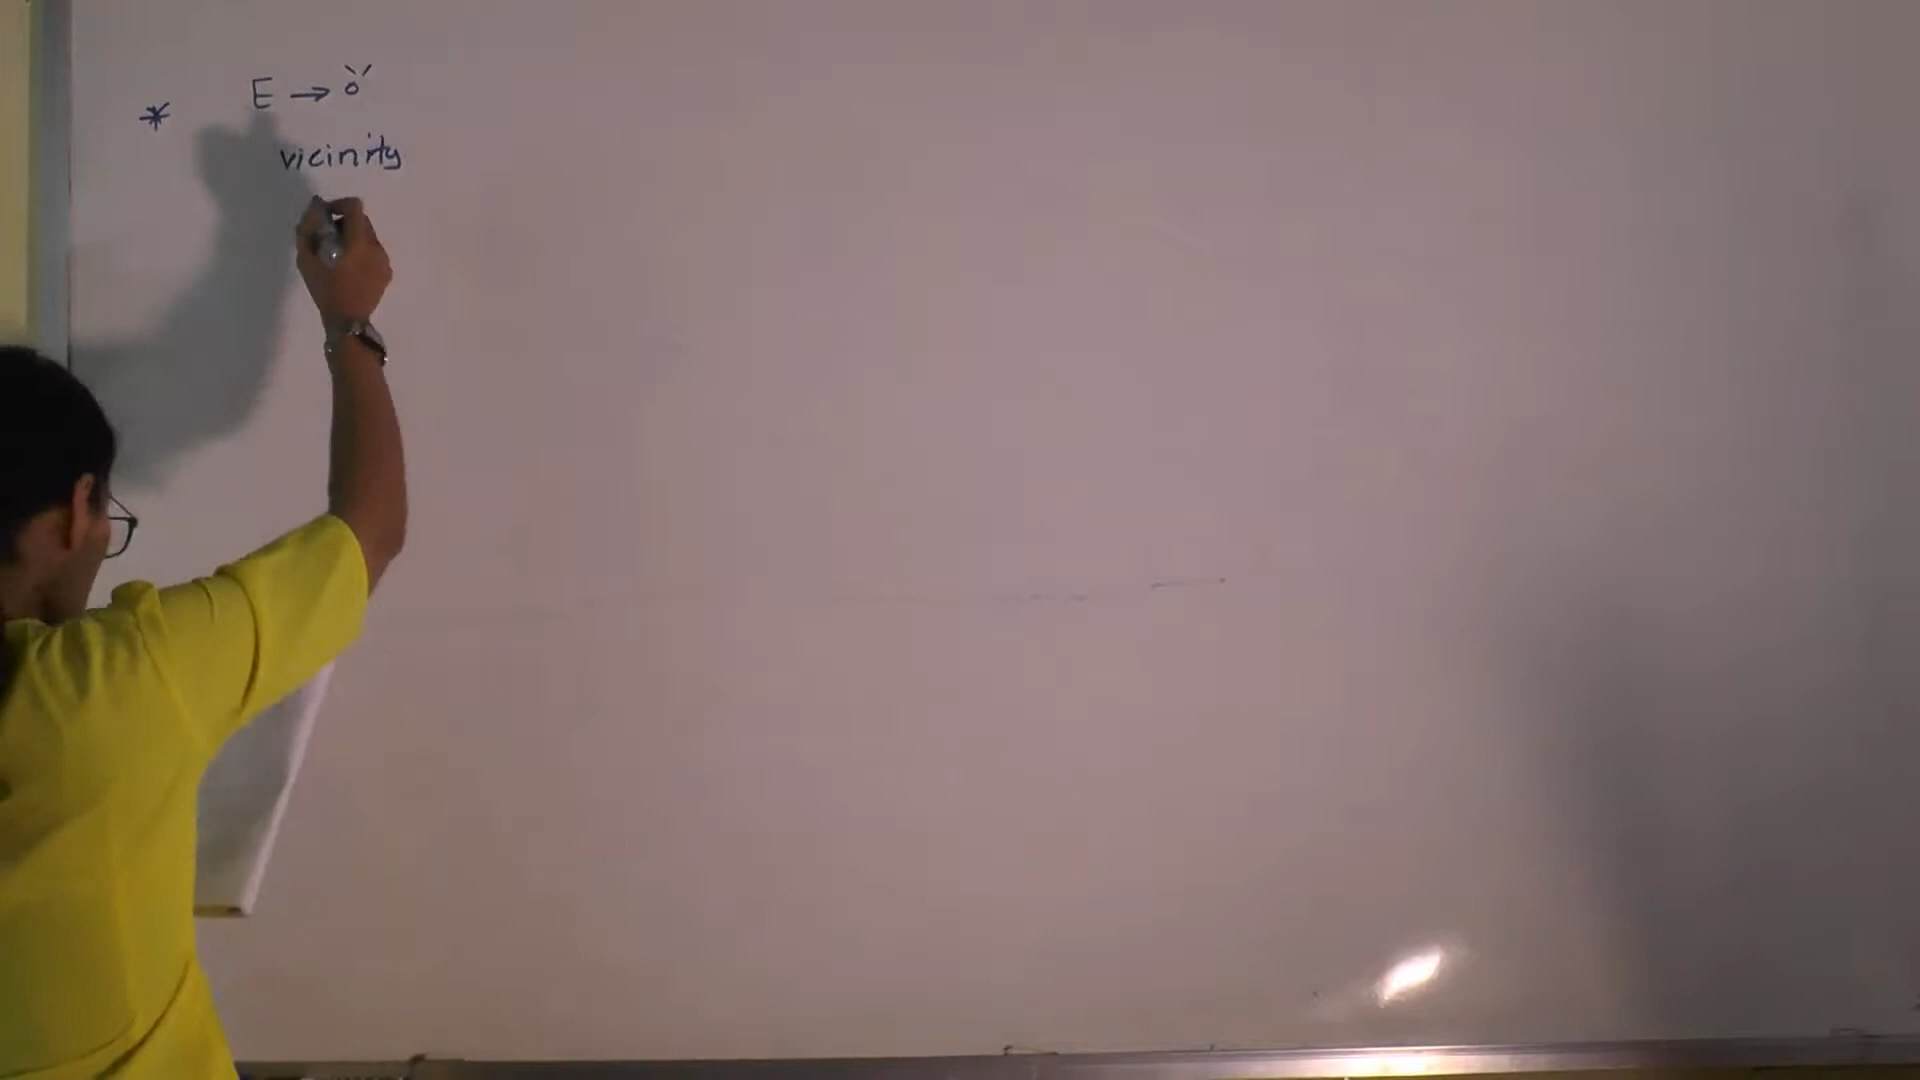 * E → ǒ́
vicinity